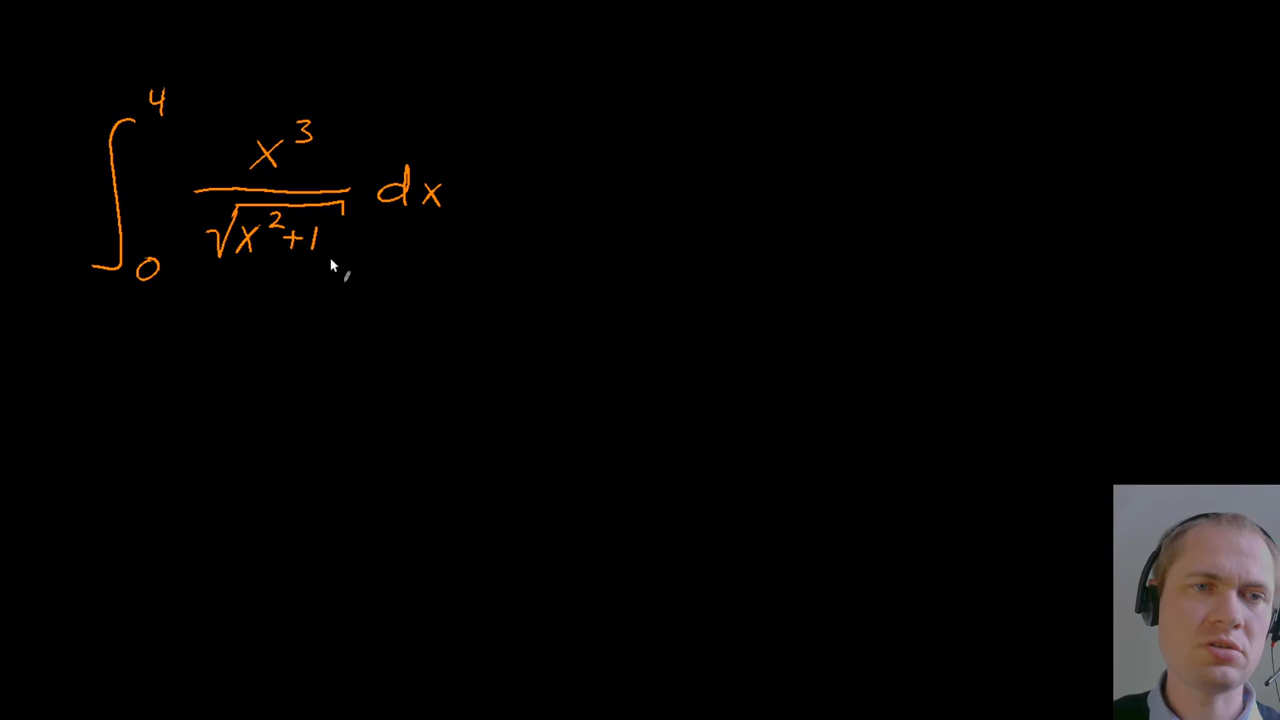 ∫₀⁴ x³/√(x²+1) dx